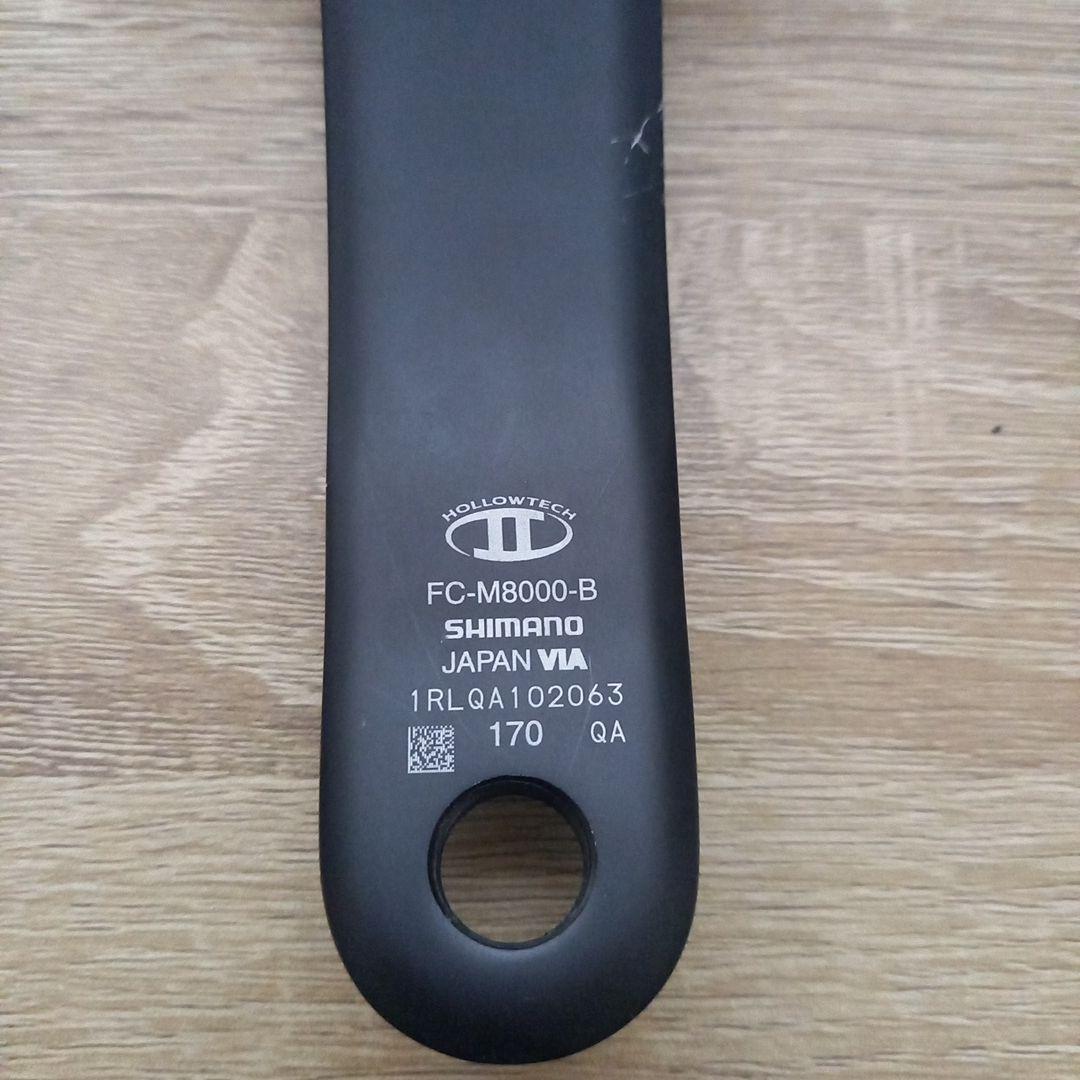 HOLLOWTECH
II
FC-M8000-B
SHIMANO
JAPAN VIA
1RLQA102063
170 QA